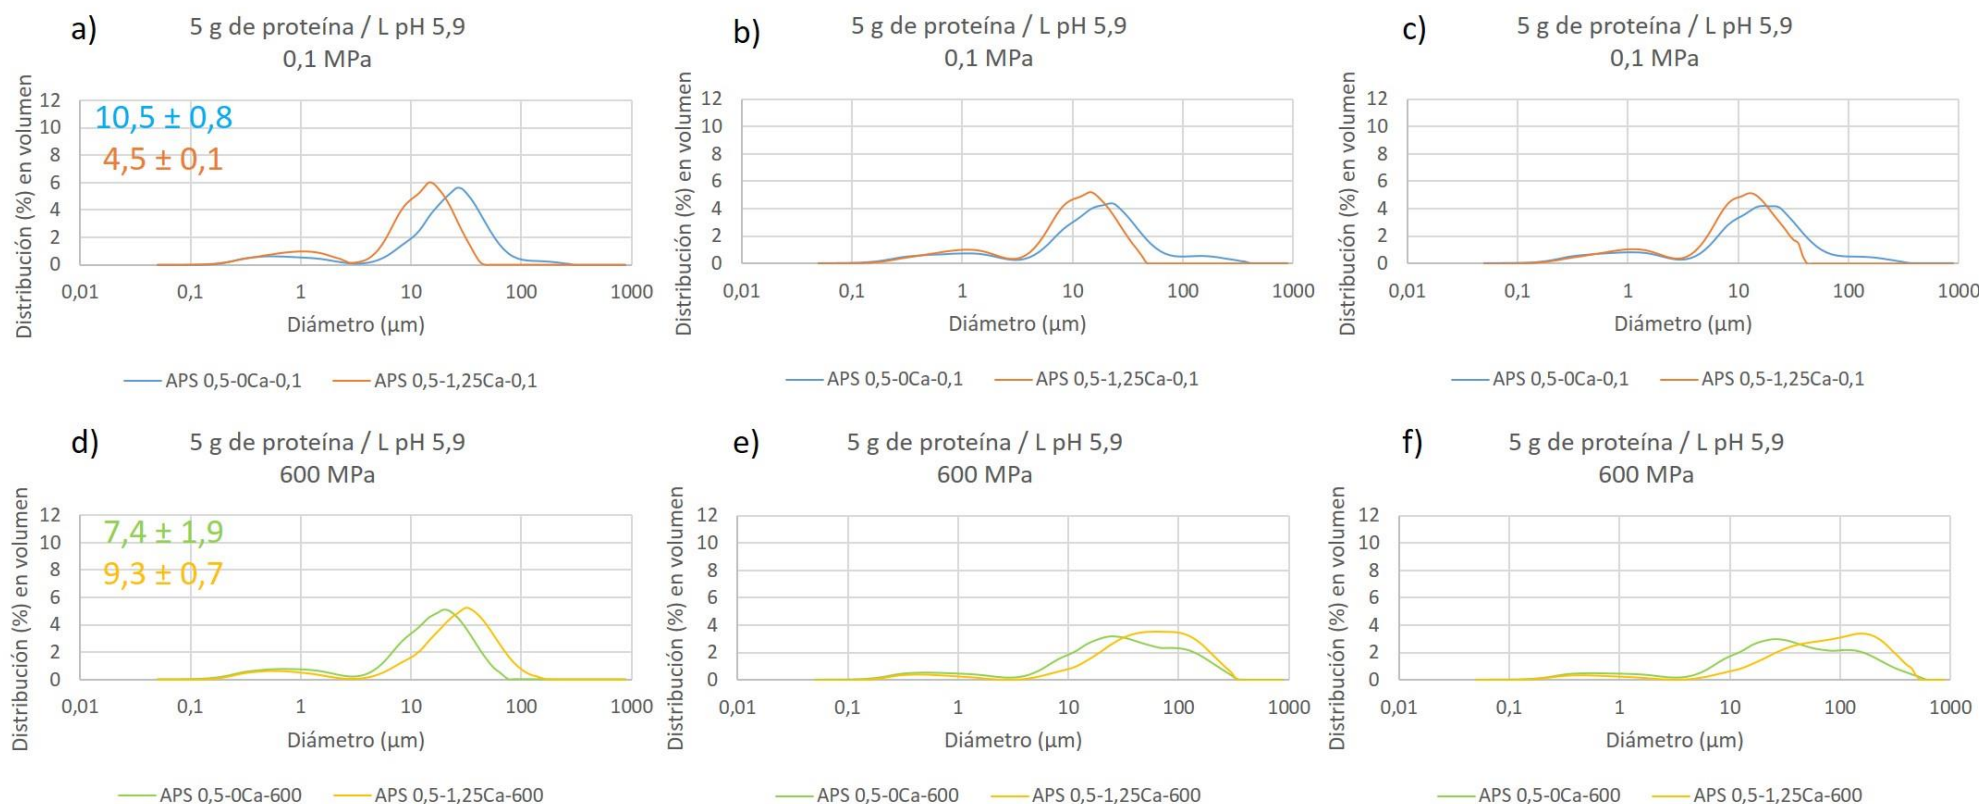 a)
5 g de proteína / L pH 5,9
0,1 MPa
Distribución (%) en volumen
12
10
8
6
4
2
0
10,5 ± 0,8
4,5 ± 0,1
0,01
0,1
1
10
100
1000
Diámetro (µm)
APS 0,5-0Ca-0,1
APS 0,5-1,25Ca-0,1
b)
5 g de proteína / L pH 5,9
0,1 MPa
Distribución (%) en volumen
12
10
8
6
4
2
0
0,01
0,1
1
10
100
1000
Diámetro (µm)
APS 0,5-0Ca-0,1
APS 0,5-1,25Ca-0,1
c)
5 g de proteína / L pH 5,9
0,1 MPa
Distribución (%) en volumen
12
10
8
6
4
2
0
0,01
0,1
1
10
100
1000
Diámetro (µm)
APS 0,5-0Ca-0,1
APS 0,5-1,25Ca-0,1
d)
5 g de proteína / L pH 5,9
600 MPa
Distribución (%) en volumen
12
10
8
6
4
2
0
7,4 ± 1,9
9,3 ± 0,7
0,01
0,1
1
10
100
1000
Diámetro (µm)
APS 0,5-0Ca-600
APS 0,5-1,25Ca-600
e)
5 g de proteína / L pH 5,9
600 MPa
Distribución (%) en volumen
12
10
8
6
4
2
0
0,01
0,1
1
10
100
1000
Diámetro (µm)
APS 0,5-0Ca-600
APS 0,5-1,25Ca-600
f)
5 g de proteína / L pH 5,9
600 MPa
Distribución (%) en volumen
12
10
8
6
4
2
0
0,01
0,1
1
10
100
1000
Diámetro (µm)
APS 0,5-0Ca-600
APS 0,5-1,25Ca-600